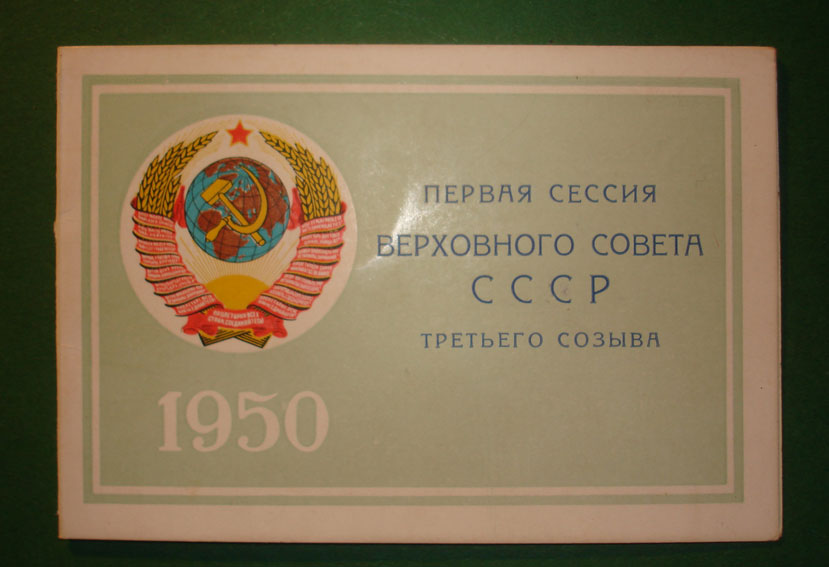 ПЕРВАЯ СЕССИЯ
ВЕРХОВНОГО СОВЕТА
СССР
ТРЕТЬЕГО СОЗЫВА
1950